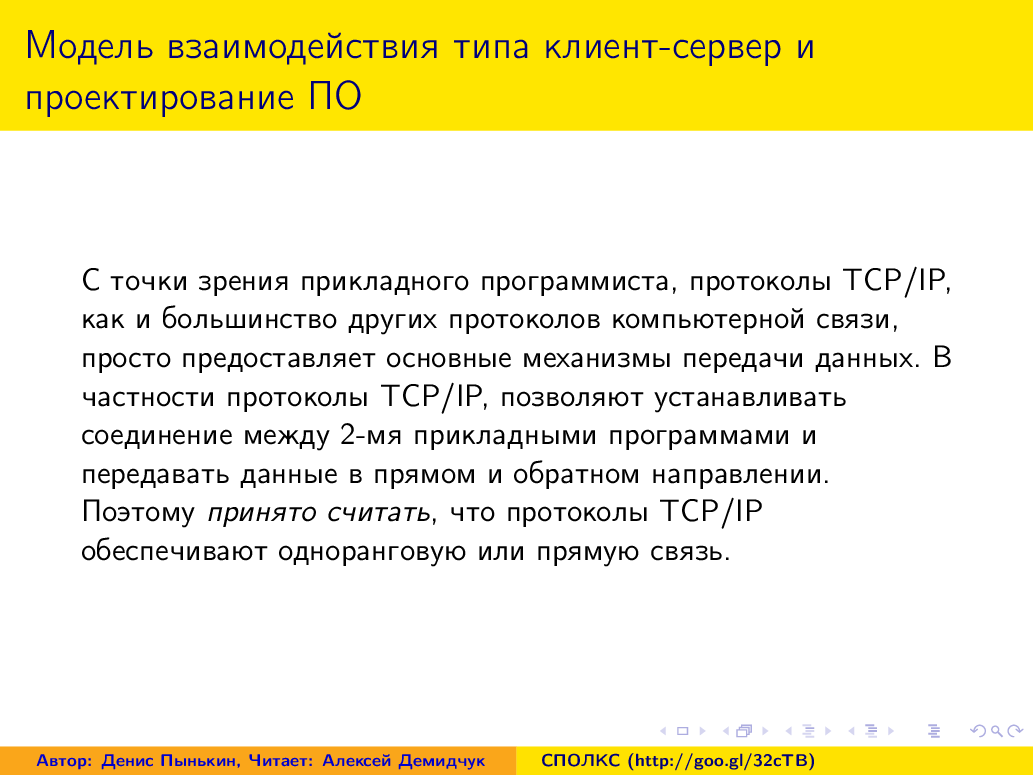 Модель взаимодействия типа клиент-сервер и
проектирование ПО
С точки зрения прикладного программиста, протоколы TCP/IP,
как и большинство других протоколов компьютерной связи,
просто предоставляет основные механизмы передачи данных. В
частности протоколы TCP/IP, позволяют устанавливать
соединение между 2-мя прикладными программами и
передавать данные в прямом и обратном направлении.
Поэтому принято считать, что протоколы TCP/IP
обеспечивают одноранговую или прямую связь.
Автор: Денис Пынькин, Читает: Алексей Демидчук
СПОЛКС (http://goo.gl/32cTB)